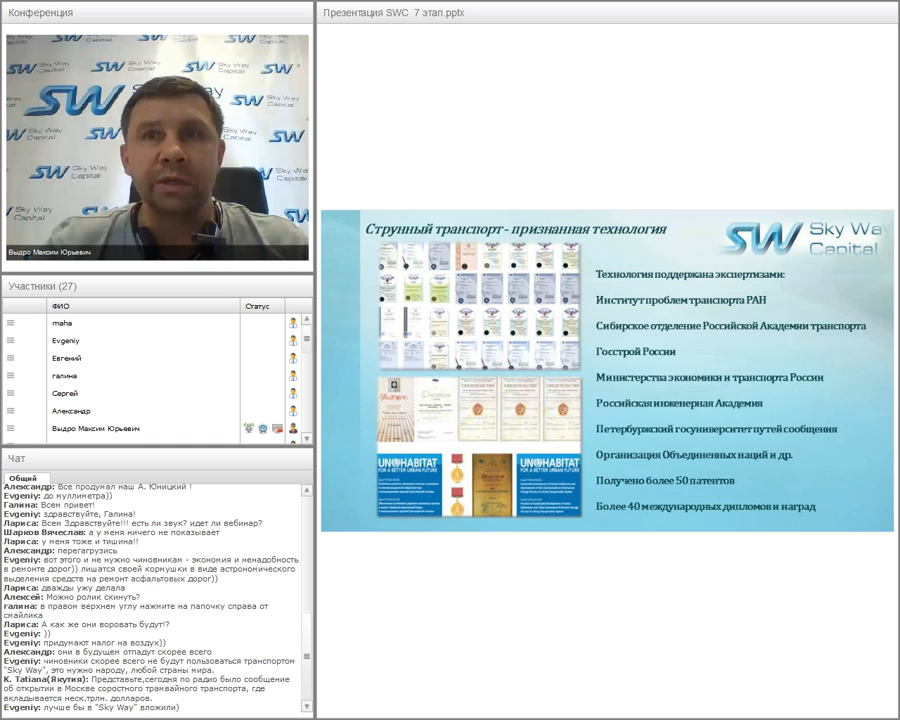 Конференция
Презентация SWC 7 этап.pptx
SW Sky Way Capital
Выдро Максим Юрьевич
Участники (27)
ФИО
Статус
maha
Evgeniy
Евгений
галина
Сергей
Александр
Выдро Максим Юрьевич
Чат
Общий
Александр: Все продумал наш А. Юницкий !
Evgeniy: до муллиметра))
Галина: Всем привет!
Evgeniy: здравствуйте, Галина!
Лариса: Всем Здравствуйте!!! есть ли звук? идет ли вебинар?
Шарков Вячеслав: а у меня ничего не показывает
Лариса: у меня тоже и тишина!!
Александр: перегагрузись
Evgeniy: вот этого и не нужно чиновникам - экономия и ненадобность
в ремонте дорог)) лишатся своей кормушки в виде астрономического
выделения средств на ремонт асфальтовых дорог))
Лариса: дважды ужу делала
Алексей: Можно ролик скинуть?
галина: в правом верхнем углу нажмите на папочку справа от
смайлика
Лариса: А как же они воровать будут!?
Evgeniy: ))
Evgeniy: придумают налог на воздух))
Александр: они в будущем отпадут скорее всего
Evgeniy: чиновники скорее всего не будут пользоваться транспортом
"Sky Way", это нужно народу, любой страны мира.
К. Tatiana(Якутия): Представьте,сегодня по радио было сообщение
об открытии в Москве соростного трамвайного транспорта, где
вкладывается неск.трлн. долларов.
Evgeniy: лучше бы в "Sky Way" вложили)
Струнный транспорт - признанная технология
SW Sky Way
Capital
Технология поддержана экспертизами:
Институт проблем транспорта РАН
Сибирское отделение Российской Академии транспорта
Госстрой России
Министерства экономики и транспорта России
Российская инженерная Академия
Петербуржский госуниверситет путей сообщения
Организация Объединенных наций и др.
Получено более 50 патентов
Более 40 международных дипломов и наград
UN-HABITAT
FOR A BETTER URBAN FUTURE
UN-HABITAT
FOR A BETTER URBAN FUTURE